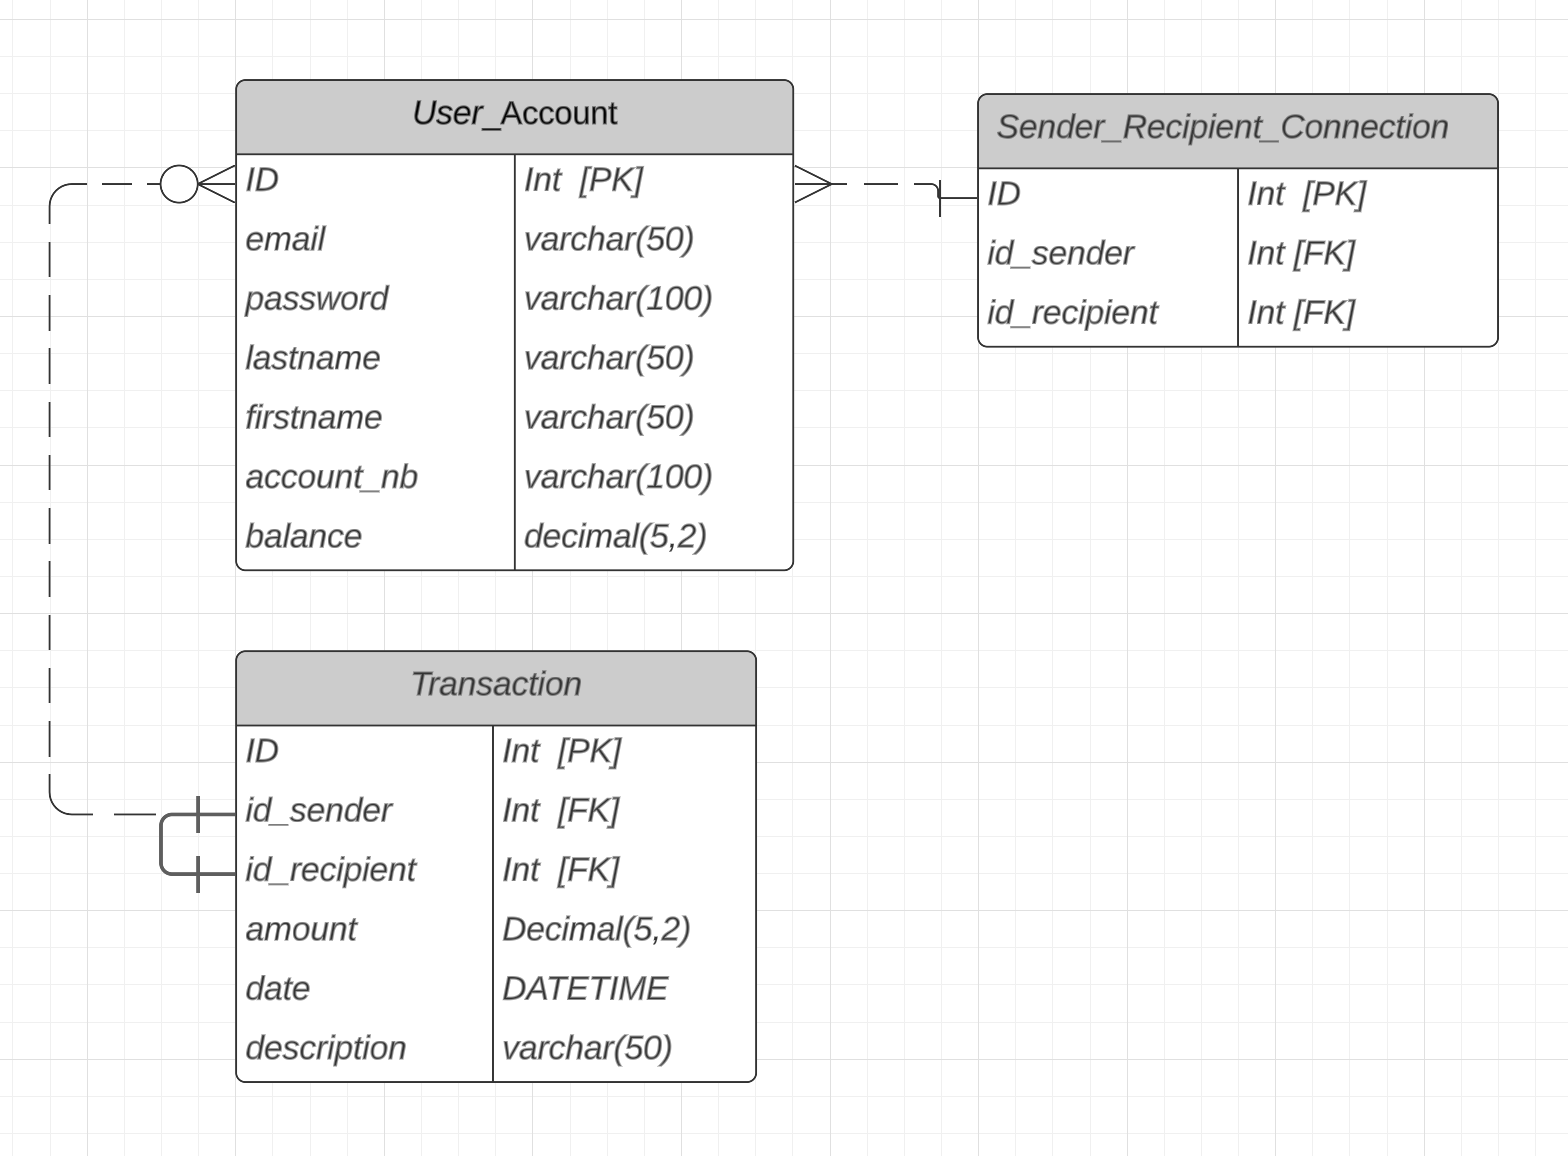 User_Account
ID Int [PK]
email varchar(50)
password varchar(100)
lastname varchar(50)
firstname varchar(50)
account_nb varchar(100)
balance decimal(5,2)
Sender_Recipient_Connection
ID Int [PK]
id_sender Int [FK]
id_recipient Int [FK]
Transaction
ID Int [PK]
id_sender Int [FK]
id_recipient Int [FK]
amount Decimal(5,2)
date DATETIME
description varchar(50)